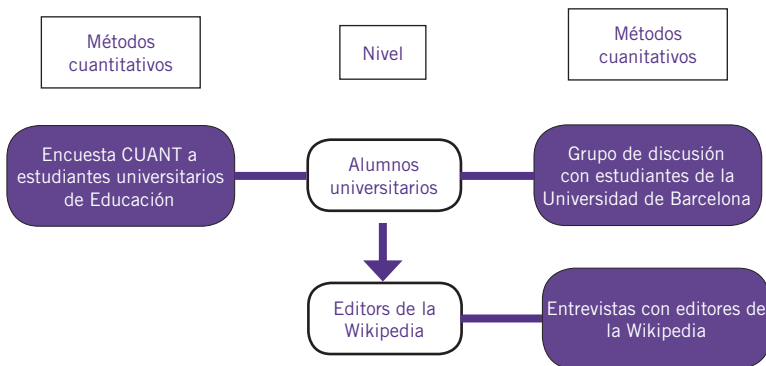 Métodos
cuantitativos
Nivel
Métodos
cuanitativos
Encuesta CUANT a
estudiantes universitarios
de Educación
Alumnos
universitarios
Grupo de discusión
con estudiantes de la
Universidad de Barcelona
Editors de la
Wikipedia
Entrevistas con editores de
la Wikipedia